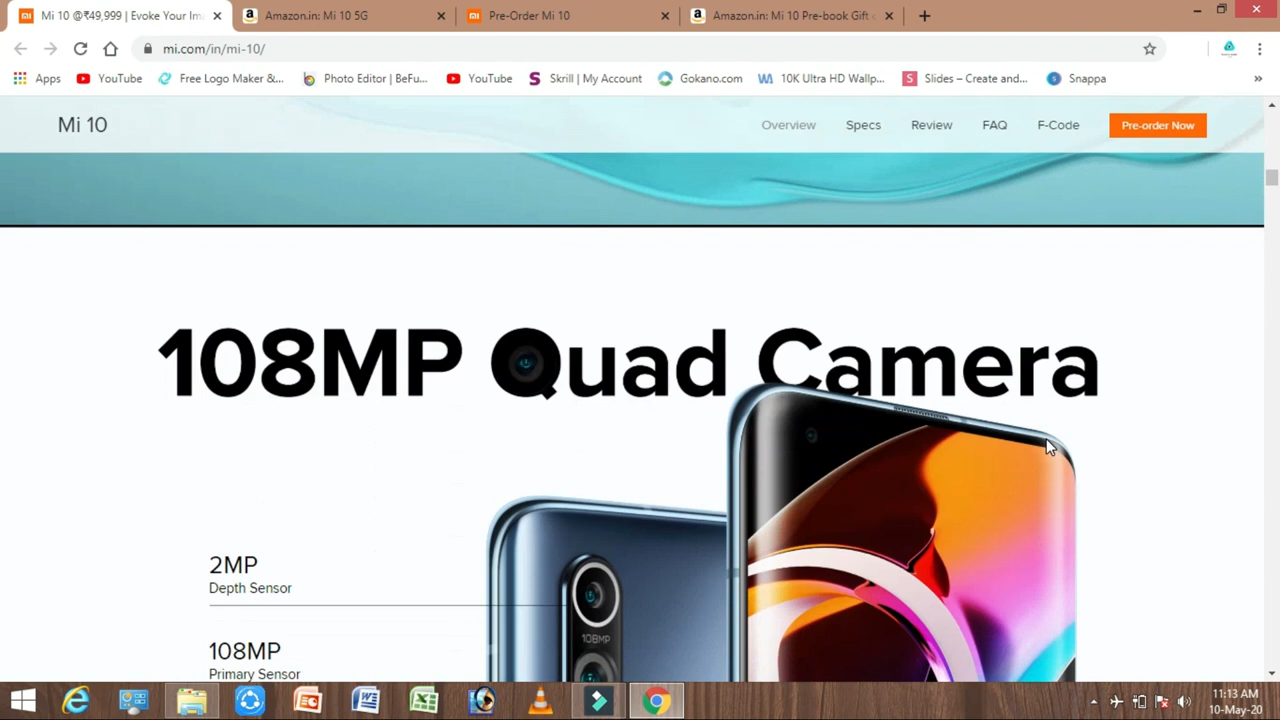 Mi 10 @₹49,999 | Evoke Your Ima
Amazon.in: Mi 10 5G
Pre-Order Mi 10
Amazon.in: Mi 10 Pre-book Gift
mi.com/in/mi-10/
Apps
YouTube
Free Logo Maker &...
Photo Editor | BeFu...
YouTube
Skrill | My Account
Gokano.com
10K Ultra HD Wallp...
Slides – Create and...
Snappa
Mi 10
Overview
Specs
Review
FAQ
F-Code
Pre-order Now
108MP Quad Camera
2MP
Depth Sensor
108MP
Primary Sensor
108MP
11:13 AM
10-May-20